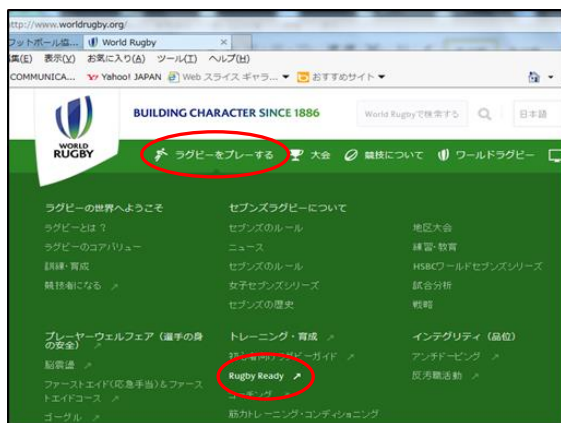 http://www.worldrugby.org/
フットボール協... World Rugby ×
集(E) 表示(V) お気に入り(A) ツール(T) ヘルプ(H)
COMMUNICA... Yahoo! JAPAN Web スライス ギャラ... おすすめサイト
BUILDING CHARACTER SINCE 1886 World Rugbyで検索する 日本語
WORLD RUGBY
ラグビーをプレーする 大会 競技について ワールドラグビー
ラグビーの世界へようこそ
ラグビーとは？
ラグビーのコアバリュー
訓練・育成
競技者になる
セブンズラグビーについて
セブンズのルール
ニュース
セブンズのルール
女子セブンズシリーズ
セブンズの歴史
地区大会
練習・教育
HSBCワールドセブンズシリーズ
試合分析
戦略
プレーヤーウェルフェア（選手の身
の安全）
脳震盪
ファーストエイド（応急手当）＆ファース
トエイドコース
ゴーグル
トレーニング・育成
初心者向けラグビーガイド
Rugby Ready
コーチング
筋力トレーニング・コンディショニング
インテグリティ（品位）
アンチドーピング
反汚職活動